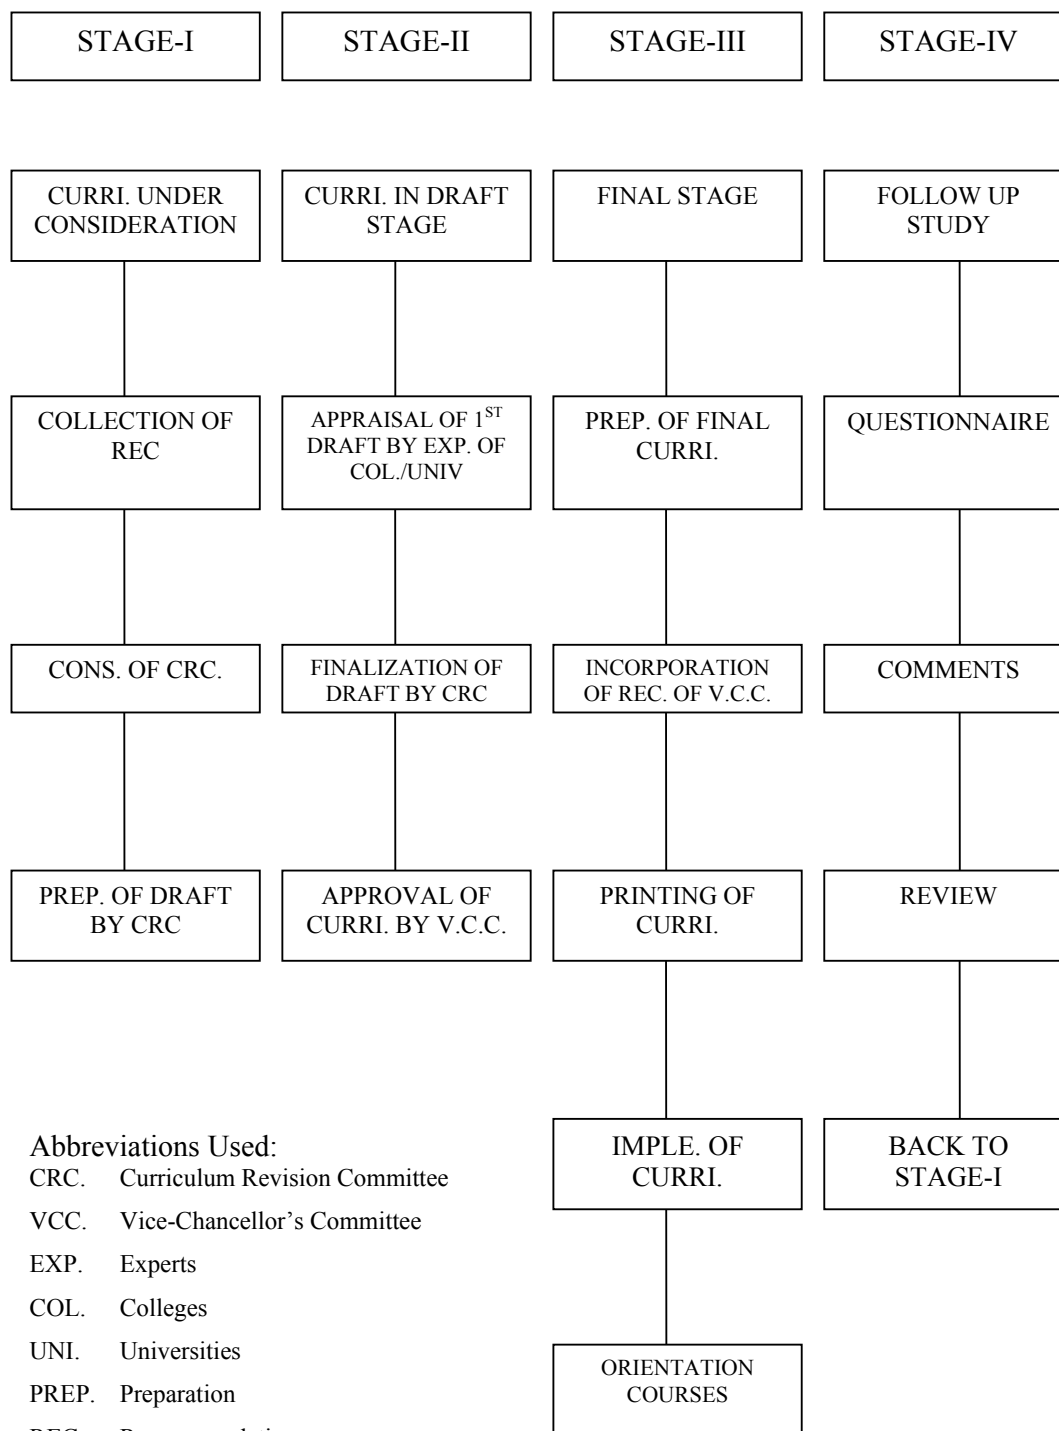 STAGE-I
STAGE-II
STAGE-III
STAGE-IV
CURRI. UNDER
CONSIDERATION
CURRI. IN DRAFT
STAGE
FINAL STAGE
FOLLOW UP
STUDY
COLLECTION OF
REC
APPRAISAL OF 1ST
DRAFT BY EXP. OF
COL./UNIV
PREP. OF FINAL
CURRI.
QUESTIONNAIRE
CONS. OF CRC.
FINALIZATION OF
DRAFT BY CRC
INCORPORATION
OF REC. OF V.C.C.
COMMENTS
PREP. OF DRAFT
BY CRC
APPROVAL OF
CURRI. BY V.C.C.
PRINTING OF
CURRI.
REVIEW
IMPLE. OF
CURRI.
BACK TO
STAGE-I
ORIENTATION
COURSES
Abbreviations Used:
CRC. Curriculum Revision Committee
VCC. Vice-Chancellor’s Committee
EXP. Experts
COL. Colleges
UNI. Universities
PREP. Preparation